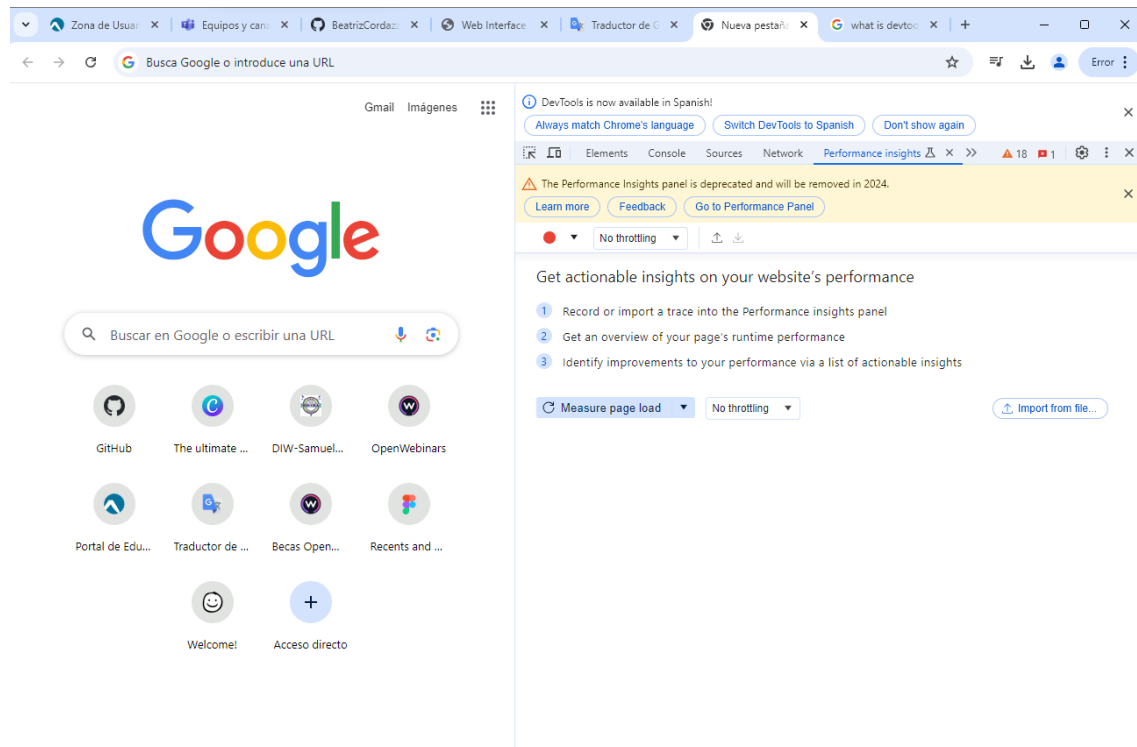 Zona de Usuar
Equipos y cana
BeatrizCordaza
Web Interface
Traductor de G
Nueva pestaña
what is devtoo
Busca Google o introduce una URL
Error
Gmail Imágenes
Google
Buscar en Google o escribir una URL
GitHub
The ultimate ...
DIW-Samuel...
OpenWebinars
Portal de Edu...
Traductor de ...
Becas Open...
Recents and ...
Welcome!
Acceso directo
DevTools is now available in Spanish!
Always match Chrome's language
Switch DevTools to Spanish
Don't show again
Elements Console Sources Network Performance insights 18 1
The Performance Insights panel is deprecated and will be removed in 2024.
Learn more
Feedback
Go to Performance Panel
No throttling
Get actionable insights on your website's performance
1 Record or import a trace into the Performance insights panel
2 Get an overview of your page's runtime performance
3 Identify improvements to your performance via a list of actionable insights
Measure page load
No throttling
Import from file...